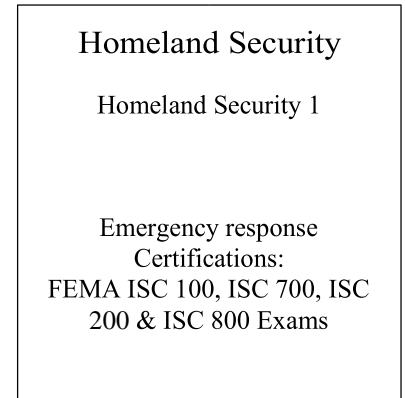 Homeland Security
Homeland Security 1
Emergency response
Certifications:
FEMA ISC 100, ISC 700, ISC
200 & ISC 800 Exams